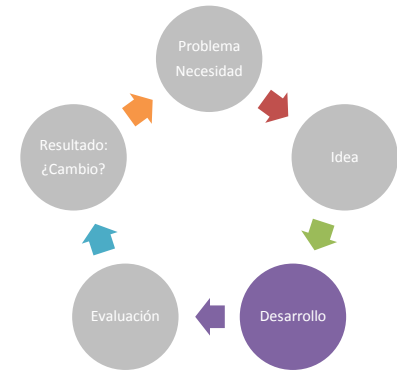 Problema
Necesidad
Idea
Desarrollo
Evaluación
Resultado:
¿Cambio?